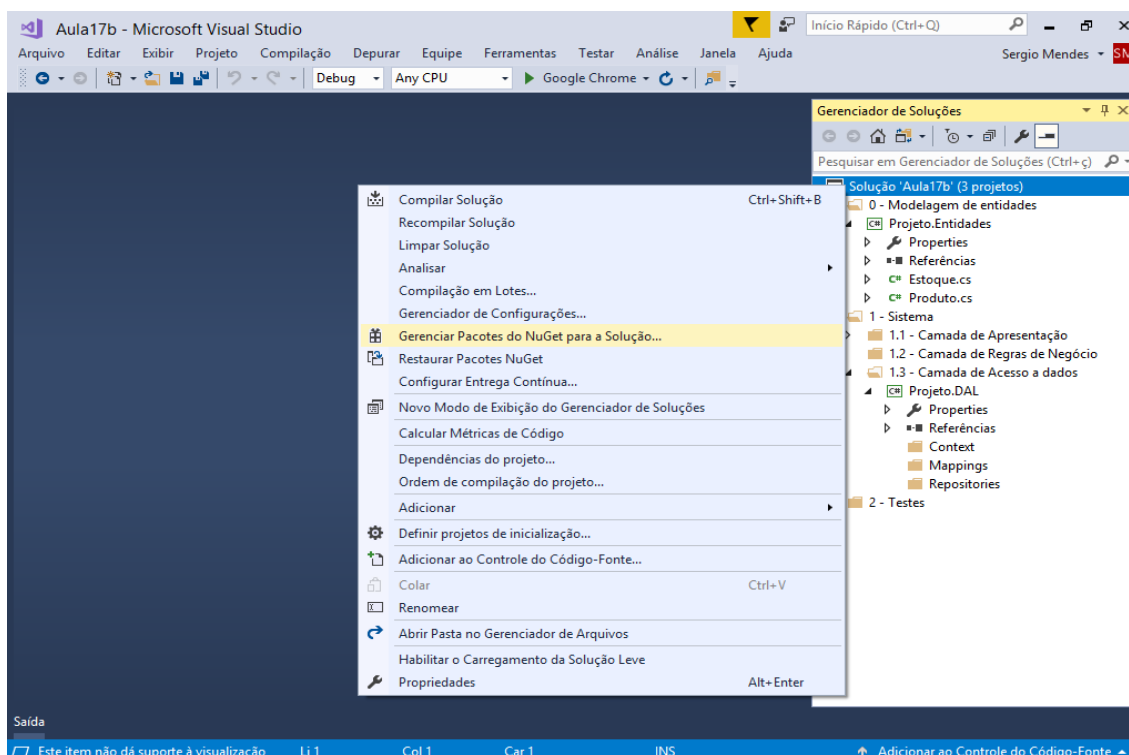 Aula17b - Microsoft Visual Studio
Início Rápido (Ctrl+Q)
Arquivo Editar Exibir Projeto Compilação Depurar Equipe Ferramentas Testar Análise Janela Ajuda
Sergio Mendes
SM
Debug Any CPU Google Chrome
Gerenciador de Soluções
Pesquisar em Gerenciador de Soluções (Ctrl+ç)
Solução 'Aula17b' (3 projetos)
0 - Modelagem de entidades
C# Projeto.Entidades
Properties
Referências
C# Estoque.cs
C# Produto.cs
1 - Sistema
1.1 - Camada de Apresentação
1.2 - Camada de Regras de Negócio
1.3 - Camada de Acesso a dados
C# Projeto.DAL
Properties
Referências
Context
Mappings
Repositories
2 - Testes
Compilar Solução Ctrl+Shift+B
Recompilar Solução
Limpar Solução
Analisar
Compilação em Lotes...
Gerenciador de Configurações...
Gerenciar Pacotes do NuGet para a Solução...
Restaurar Pacotes NuGet
Configurar Entrega Contínua...
Novo Modo de Exibição do Gerenciador de Soluções
Calcular Métricas de Código
Dependências do projeto...
Ordem de compilação do projeto...
Adicionar
Definir projetos de inicialização...
Adicionar ao Controle do Código-Fonte...
Colar Ctrl+V
Renomear
Abrir Pasta no Gerenciador de Arquivos
Habilitar o Carregamento da Solução Leve
Propriedades Alt+Enter
Saída
Este item não dá suporte à visualização Li 1 Col 1 Car 1 INS Adicionar ao Controle do Código-Fonte